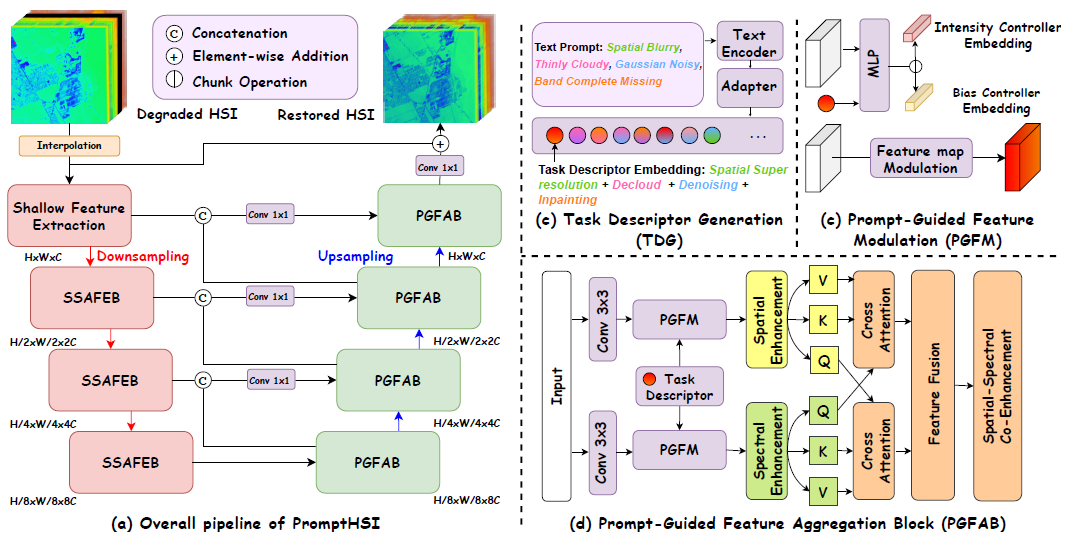 Degraded HSI
C Concatenation
+ Element-wise Addition
Chunk Operation
Restored HSI
Interpolation
+
Conv 1x1
Shallow Feature
Extraction
C
Conv 1x1
PGFAB
HxWxC
Downsampling
Upsampling
HxWxC
SSAFEB
C
Conv 1x1
PGFAB
H/2xW/2x2C
H/2xW/2x2C
SSAFEB
C
Conv 1x1
PGFAB
H/4xW/4x4C
H/4xW/4x4C
SSAFEB
PGFAB
H/8xW/8x8C
H/8xW/8x8C
(a) Overall pipeline of PromptHSI
Text Prompt: Spatial Blurry,
Thinly Cloudy, Gaussian Noisy,
Band Complete Missing
Text
Encoder
Adapter
...
Task Descriptor Embedding: Spatial Super
resolution + Decloud + Denoising +
Inpainting
(c) Task Descriptor Generation
(TDG)
MLP
Intensity Controller
Embedding
Bias Controller
Embedding
Feature map
Modulation
(c) Prompt-Guided Feature
Modulation (PGFM)
Input
Conv 3x3
PGFM
Spatial
Enhancement
V
K
Q
Cross
Attention
Task
Descriptor
Conv 3x3
PGFM
Spectral
Enhancement
Q
K
V
Cross
Attention
Feature Fusion
Spatial-Spectral
Co-Enhancement
(d) Prompt-Guided Feature Aggregation Block (PGFAB)